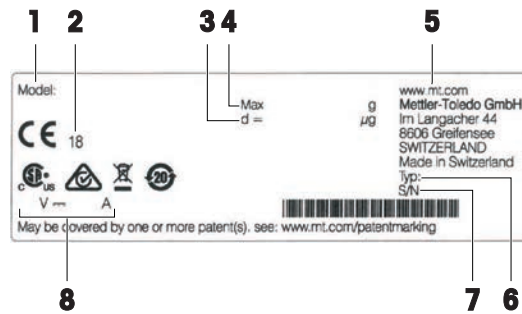 1 2 3 4 5
Model:
www.mt.com
Max g
Mettler-Toledo GmbH
d = µg
Im Langacher 44
8606 Greifensee
CE 18
SWITZERLAND
Made in Switzerland
Typ:
c SP us 20
S/N
V A
May be covered by one or more patent(s). see: www.mt.com/patentmarking
8 7 6